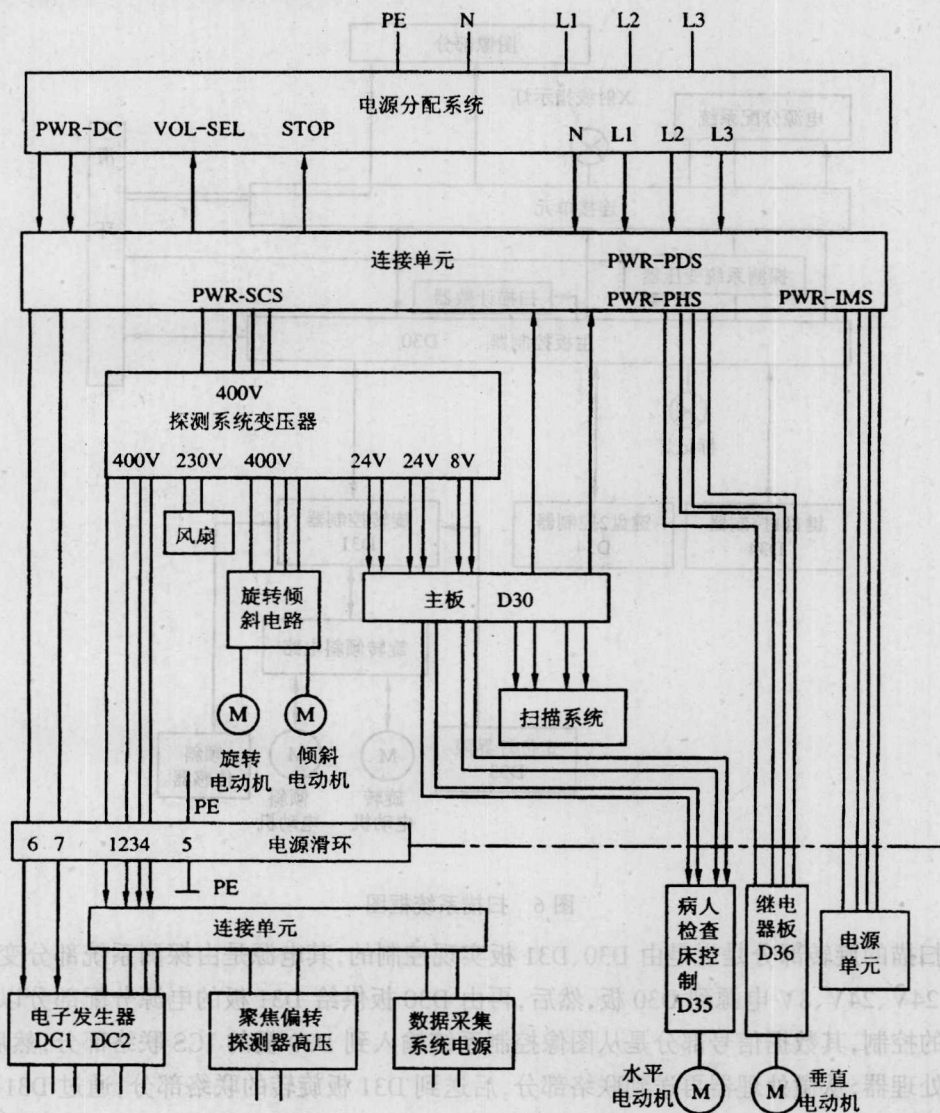 PE N L1 L2 L3
电源分配系统
PWR-DC VOL-SEL STOP N L1 L2 L3
连接单元 PWR-PDS
PWR-SCS PWR-PHS PWR-IMS
400V
探测系统变压器
400V 230V 400V 24V 24V 8V
风扇
旋转倾
斜电路
主板 D30
扫描系统
M M
旋转
电动机
倾斜
电动机
PE
6 7 1234 5 电源滑环
PE
连接单元
病人
检查
床控
制
D35
继电
器板
D36
电源
单元
电子发生器
DC1 DC2
聚焦偏转
探测器高压
数据采集
系统电源
水平
电动机
M M
垂直
电动机